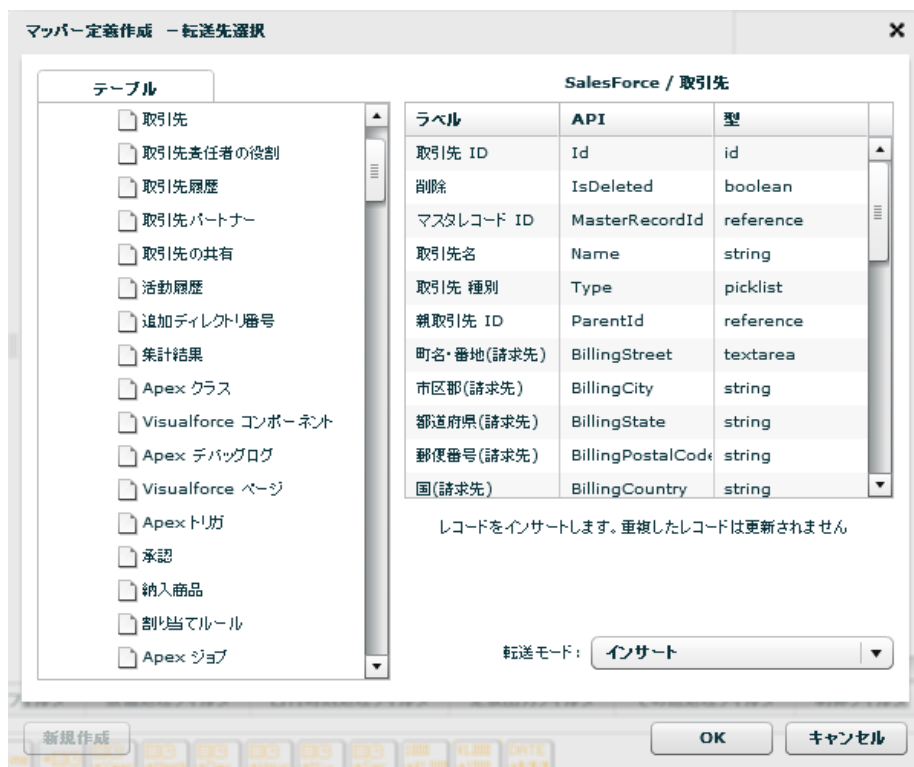 マッパー定義作成 －転送先選択
テーブル
取引先
取引先責任者の役割
取引先履歴
取引先パートナー
取引先の共有
活動履歴
追加ディレクトリ番号
集計結果
Apex クラス
Visualforce コンポーネント
Apex デバッグログ
Visualforce ページ
Apex トリガ
承認
納入商品
割り当てルール
Apex ジョブ
SalesForce / 取引先
ラベル API 型
取引先 ID Id id
削除 IsDeleted boolean
マスタレコード ID MasterRecordId reference
取引先名 Name string
取引先 種別 Type picklist
親取引先 ID ParentId reference
町名・番地(請求先) BillingStreet textarea
市区郡(請求先) BillingCity string
都道府県(請求先) BillingState string
郵便番号(請求先) BillingPostalCode string
国(請求先) BillingCountry string
レコードをインサートします。重複したレコードは更新されません
転送モード： インサート
新規作成
OK
キャンセル